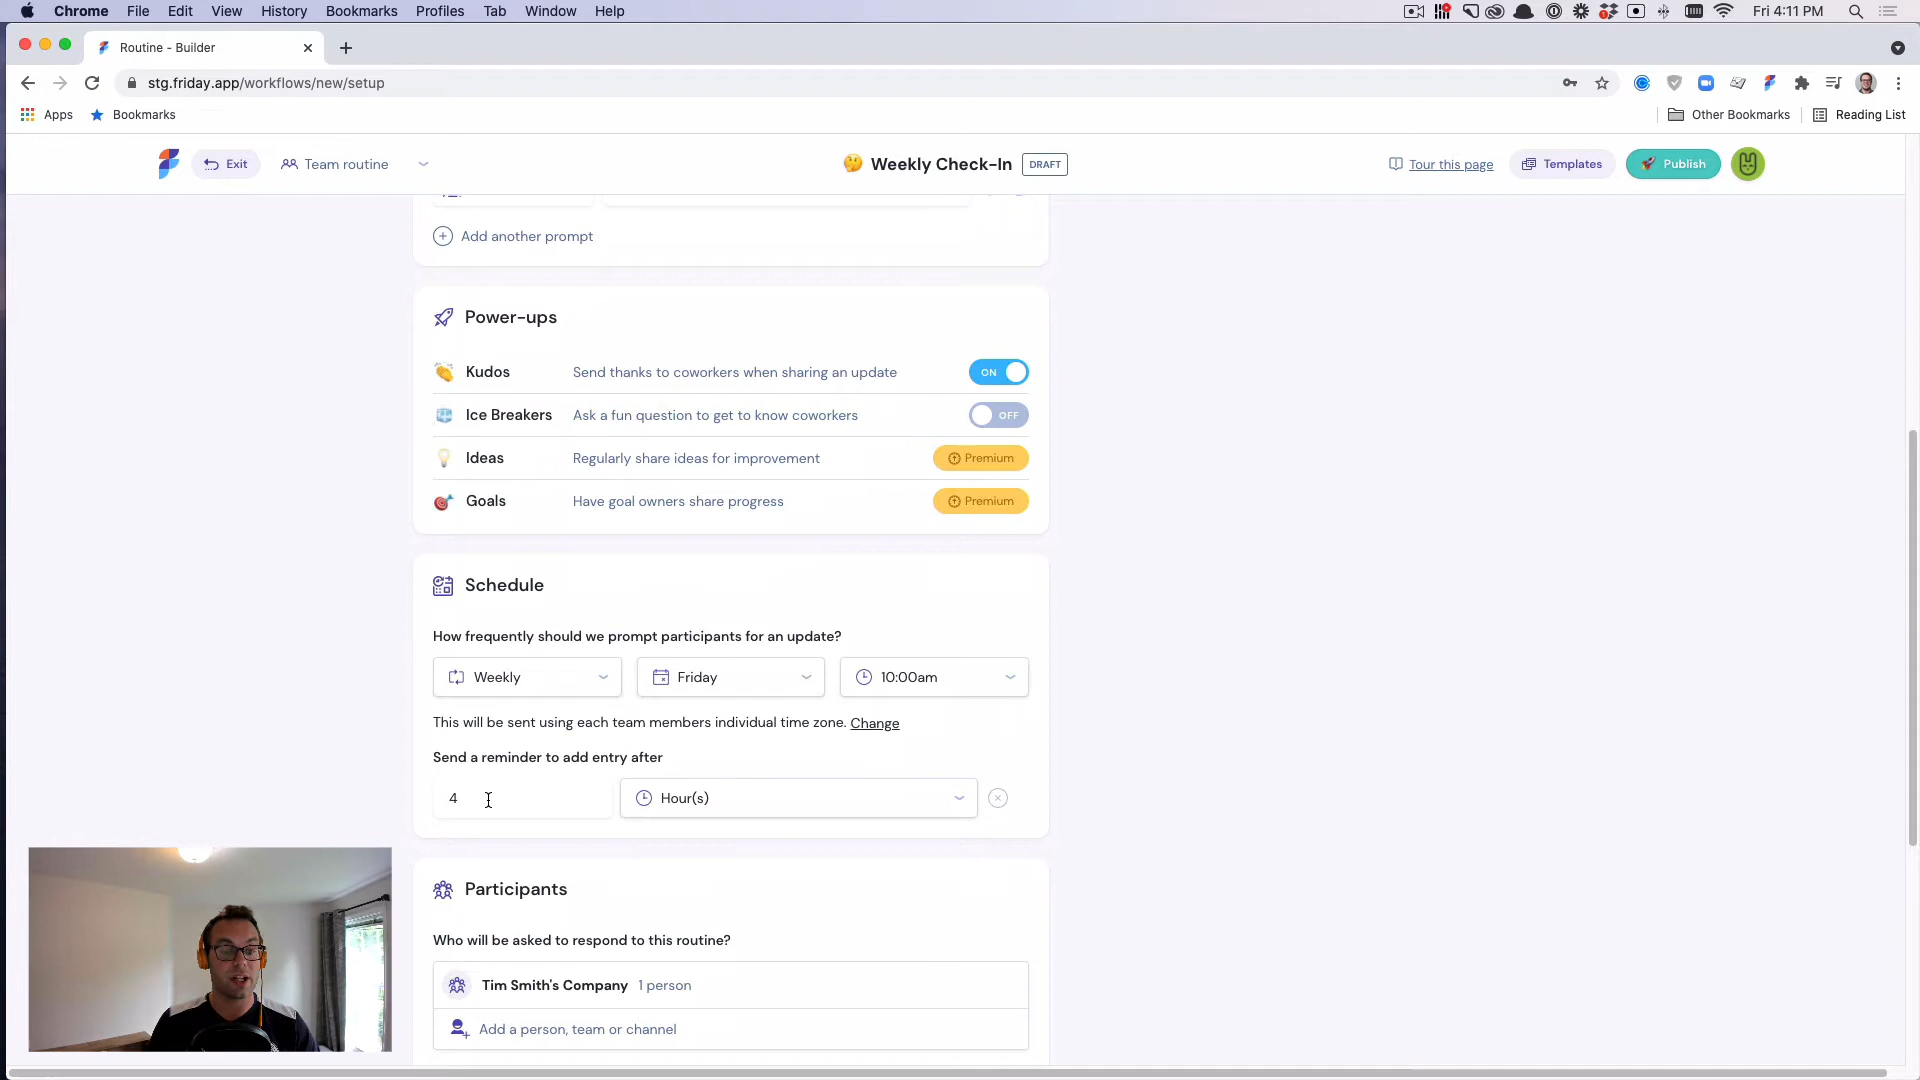 Chrome File Edit View History Bookmarks Profiles Tab Window Help Fri 4:11 PM
Routine - Builder
stg.friday.app/workflows/new/setup
Apps Bookmarks Other Bookmarks Reading List
Exit Team routine 🤔 Weekly Check-In DRAFT Tour this page Templates 🚀 Publish
Add another prompt
Power-ups
Kudos Send thanks to coworkers when sharing an update ON
Ice Breakers Ask a fun question to get to know coworkers OFF
Ideas Regularly share ideas for improvement Premium
Goals Have goal owners share progress Premium
Schedule
How frequently should we prompt participants for an update?
Weekly Friday 10:00am
This will be sent using each team members individual time zone. Change
Send a reminder to add entry after
4 Hour(s)
Participants
Who will be asked to respond to this routine?
Tim Smith's Company 1 person
Add a person, team or channel